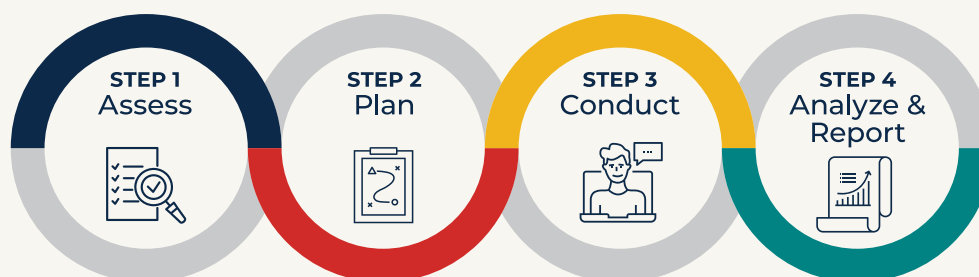 STEP 1
Assess
STEP 2
Plan
STEP 3
Conduct
STEP 4
Analyze &
Report